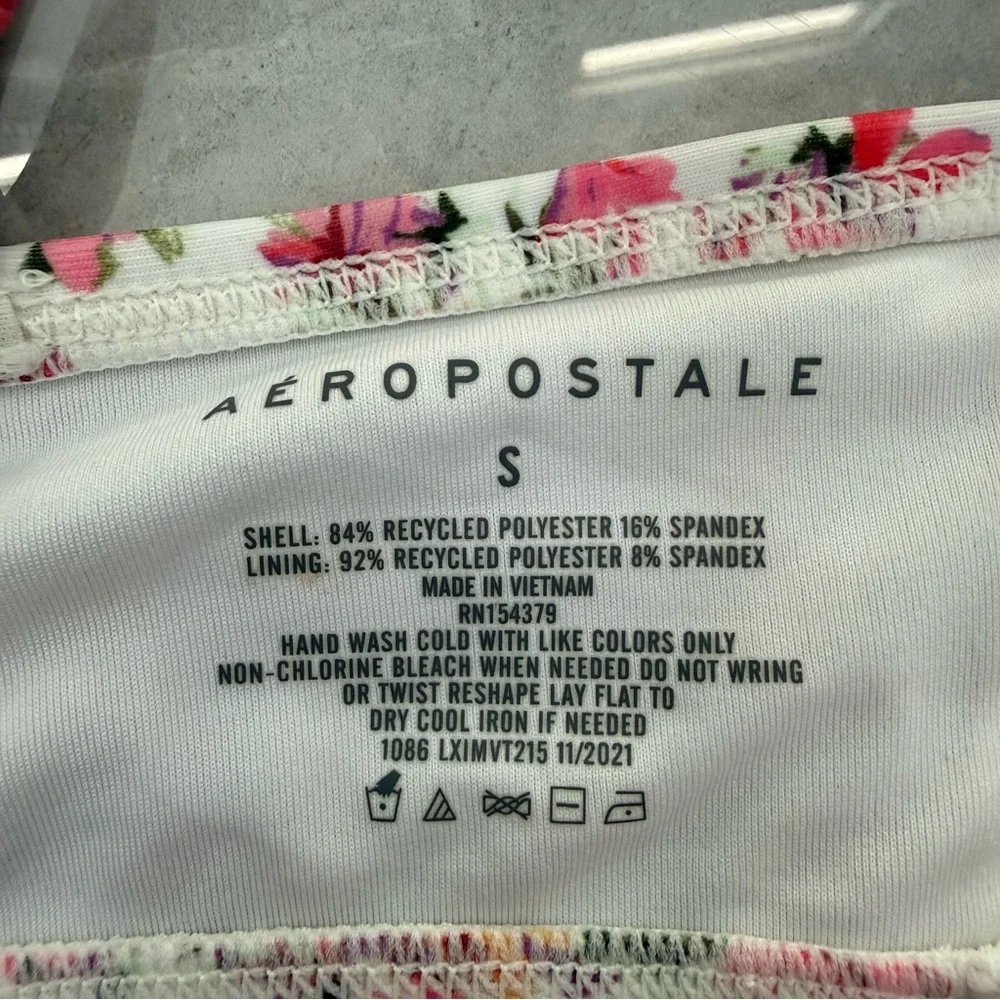 AÉROPOSTALE
S
SHELL: 84% RECYCLED POLYESTER 16% SPANDEX
LINING: 92% RECYCLED POLYESTER 8% SPANDEX
MADE IN VIETNAM
RN154379
HAND WASH COLD WITH LIKE COLORS ONLY
NON-CHLORINE BLEACH WHEN NEEDED DO NOT WRING
OR TWIST RESHAPE LAY FLAT TO
DRY COOL IRON IF NEEDED
1086 LXIMVT215 11/2021